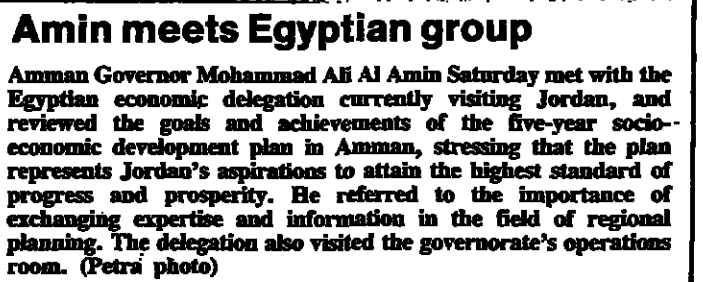 Amin meets Egyptian group
Amman Governor Mohammad Ali Al Amin Saturday met with the
Egyptian economic delegation currently visiting Jordan, and
reviewed the goals and achievements of the five-year socio-
economic development plan in Amman, stressing that the plan
represents Jordan's aspirations to attain the highest standard of
progress and prosperity. He referred to the importance of
exchanging expertise and information in the field of regional
planning. The delegation also visited the governorate's operations
room. (Petra photo)